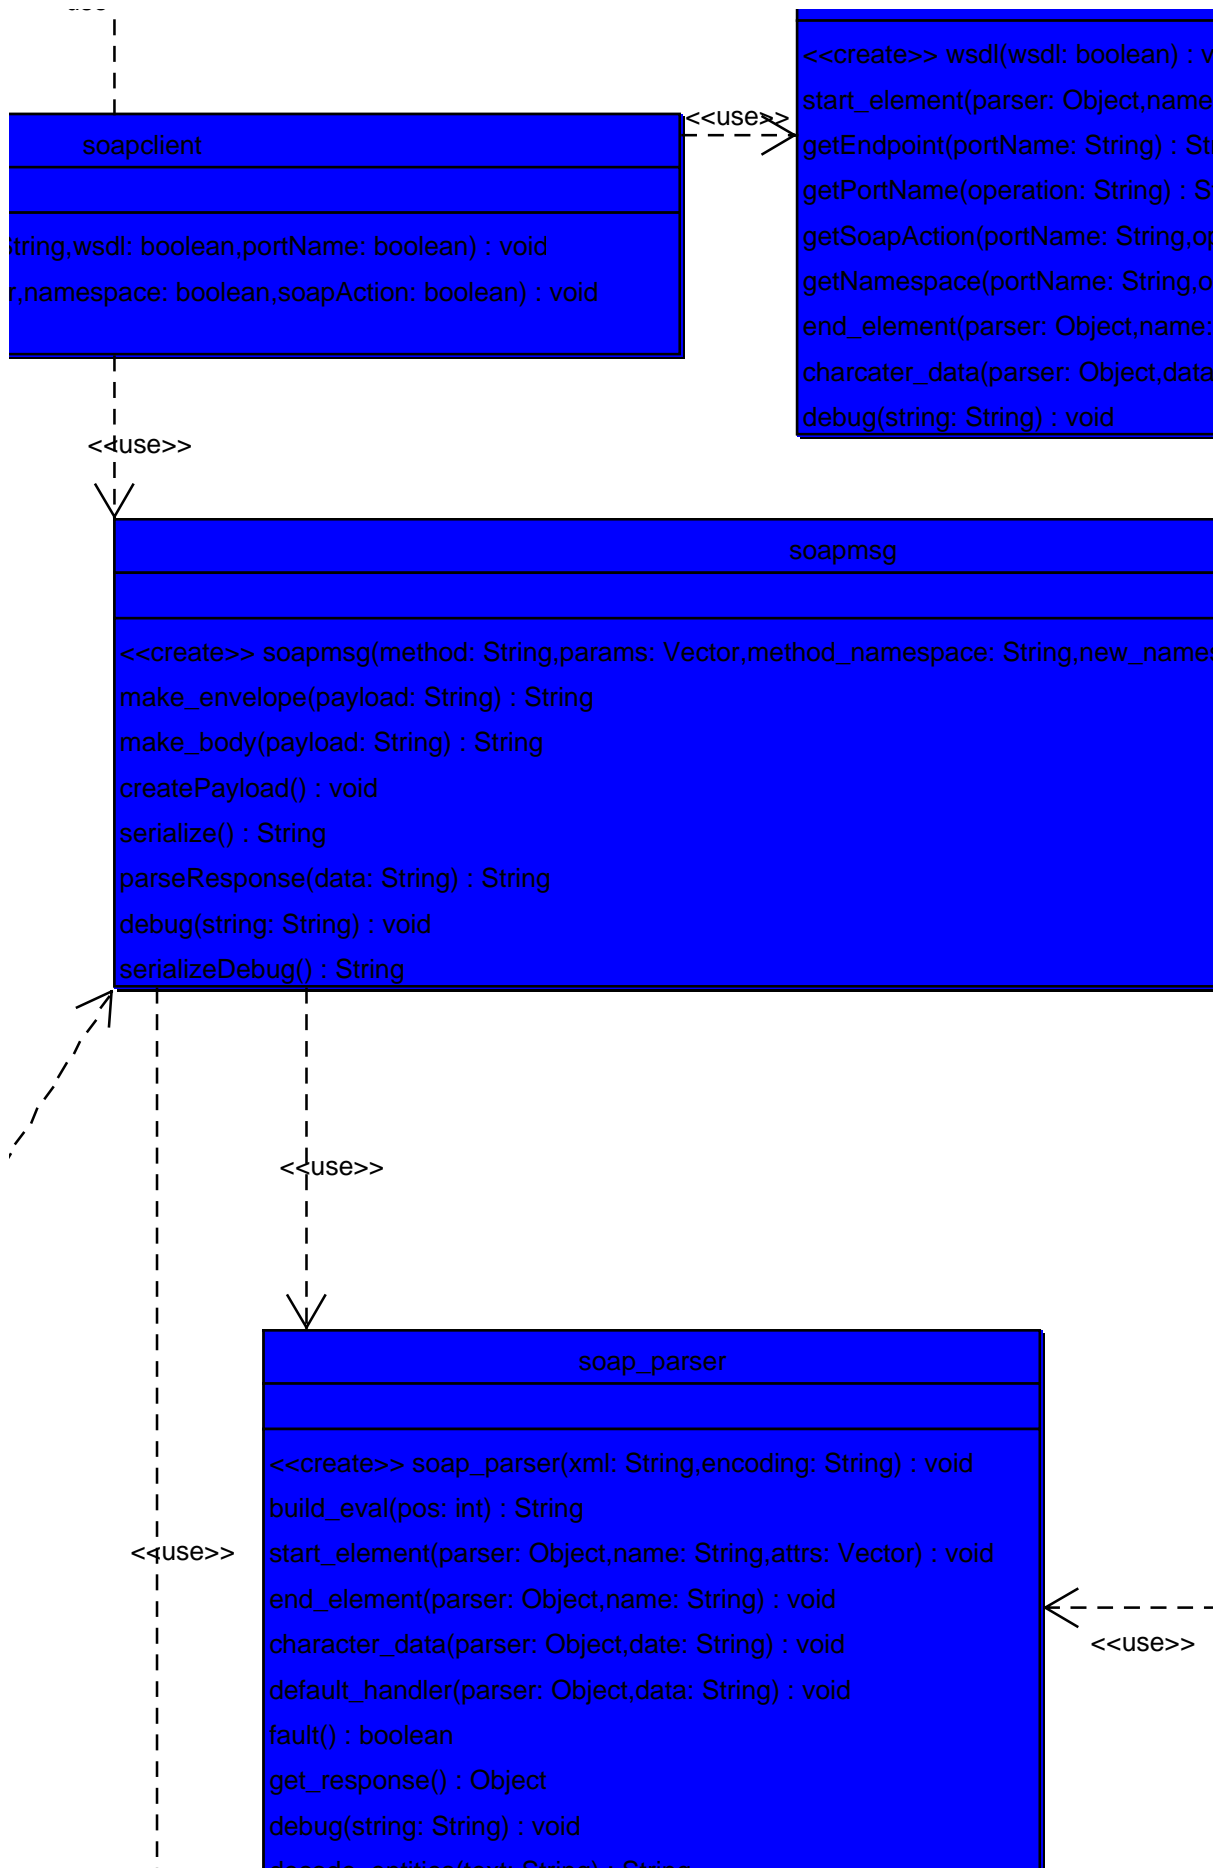 <<create>> wsdl(wsdl: boolean) : v
start_element(parser: Object,name
<<use>>
getEndpoint(portName: String) : St
getPortName(operation: String) : S
getSoapAction(portName: String,op
getNamespace(portName: String,o
end_element(parser: Object,name:
charcater_data(parser: Object,data
debug(string: String) : void
soapclient
String,wsdl: boolean,portName: boolean) : void
r,namespace: boolean,soapAction: boolean) : void
<<use>>
soapmsg
<<create>> soapmsg(method: String,params: Vector,method_namespace: String,new_names
make_envelope(payload: String) : String
make_body(payload: String) : String
createPayload() : void
serialize() : String
parseResponse(data: String) : String
debug(string: String) : void
serializeDebug() : String
<<use>>
soap_parser
<<create>> soap_parser(xml: String,encoding: String) : void
build_eval(pos: int) : String
<<use>>
start_element(parser: Object,name: String,attrs: Vector) : void
end_element(parser: Object,name: String) : void
character_data(parser: Object,date: String) : void
<<use>>
default_handler(parser: Object,data: String) : void
fault() : boolean
get_response() : Object
debug(string: String) : void
decode_entities(text: String) : String